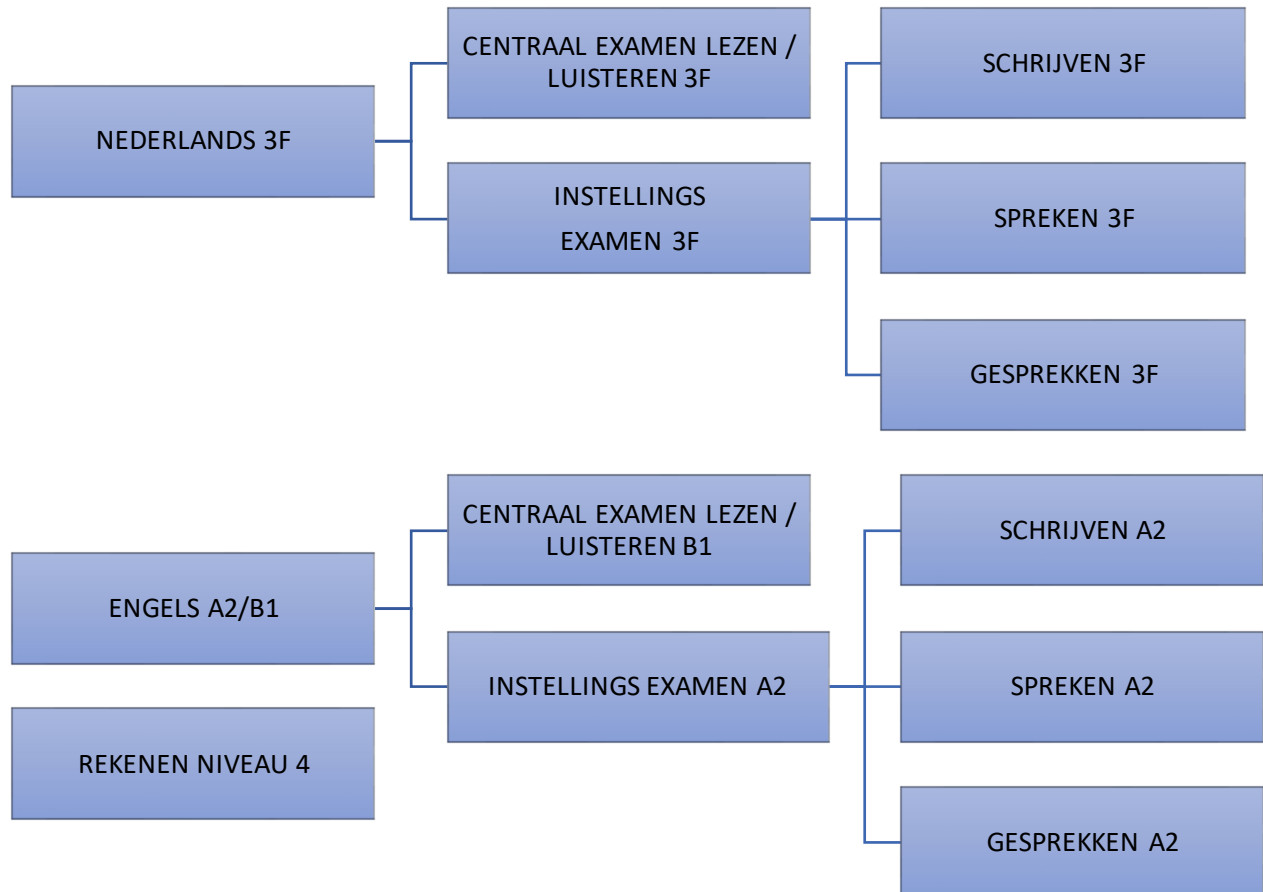 NEDERLANDS 3F
CENTRAAL EXAMEN LEZEN /
LUISTEREN 3F
INSTELLINGS
EXAMEN 3F
SCHRIJVEN 3F
SPREKEN 3F
GESPREKKEN 3F
ENGELS A2/B1
CENTRAAL EXAMEN LEZEN /
LUISTEREN B1
INSTELLINGS EXAMEN A2
SCHRIJVEN A2
SPREKEN A2
GESPREKKEN A2
REKENEN NIVEAU 4